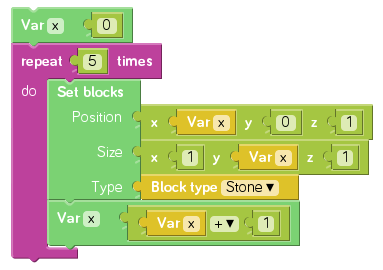 Var x 0
repeat 5 times
do Set blocks
Position x Var x y 0 z 1
Size x 1 y Var x z 1
Type Block type Stone ▼
Var x Var x + ▼ 1